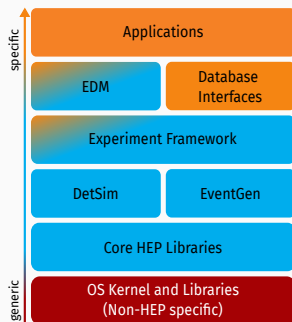 specific
Applications
EDM
Database
Interfaces
Experiment Framework
DetSim
EventGen
Core HEP Libraries
generic
OS Kernel and Libraries
(Non-HEP specific)